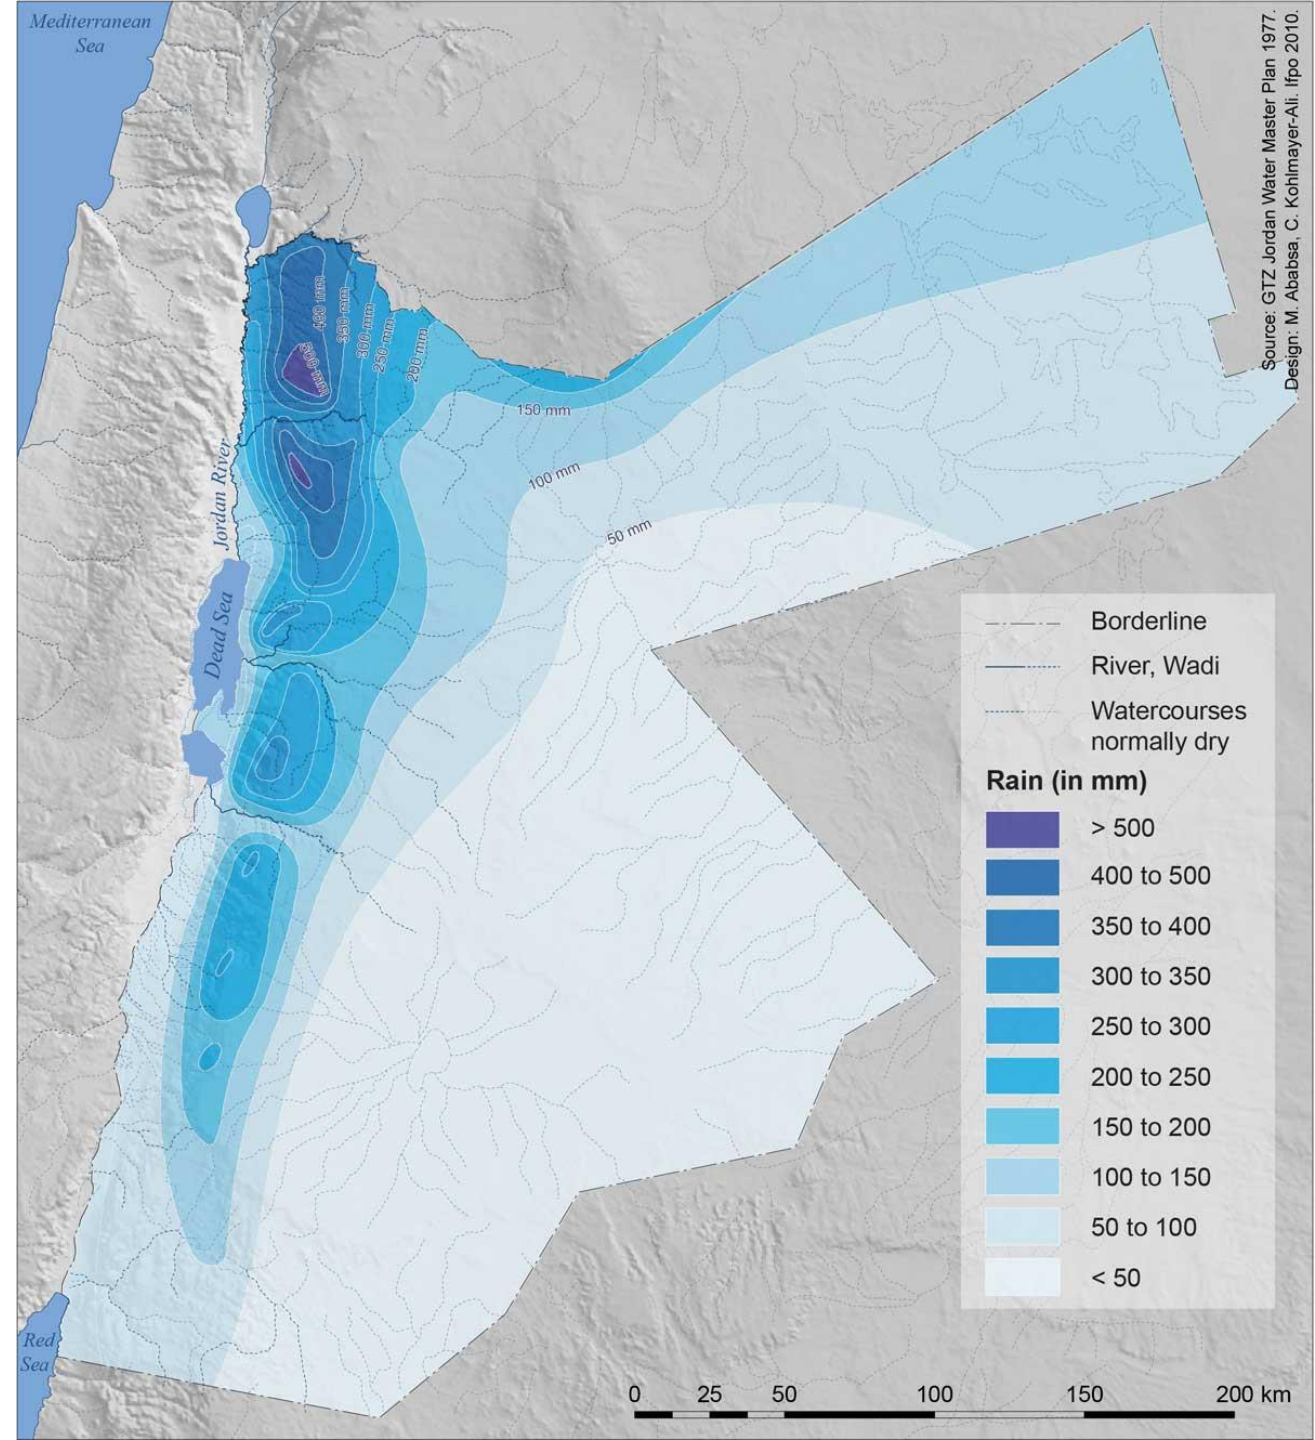 Mediterranean
Sea
Source: GTZ Jordan Water Master Plan 1977.
Design: M. Ababsa, C. Kohlmayer-Ali. Ifpo 2010.
400 mm
350 mm
300 mm
250 mm
200 mm
500 mm
150 mm
100 mm
50 mm
Jordan River
Dead Sea
Red
Sea
Borderline
River, Wadi
Watercourses
normally dry
Rain (in mm)
> 500
400 to 500
350 to 400
300 to 350
250 to 300
200 to 250
150 to 200
100 to 150
50 to 100
< 50
0 25 50 100 150 200 km